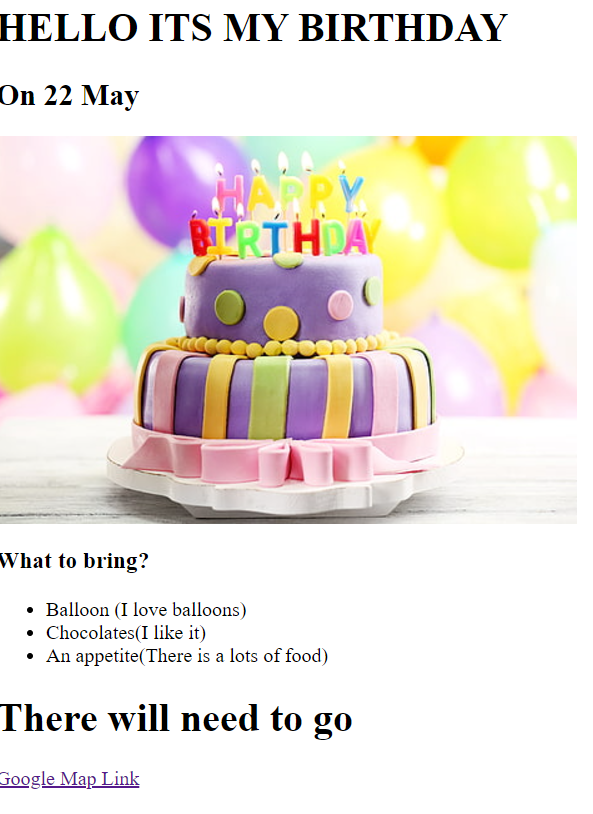 HELLO ITS MY BIRTHDAY
On 22 May
HAPPY
BIRTHDAY
What to bring?
Balloon (I love balloons)
Chocolates(I like it)
An appetite(There is a lots of food)
There will need to go
Google Map Link